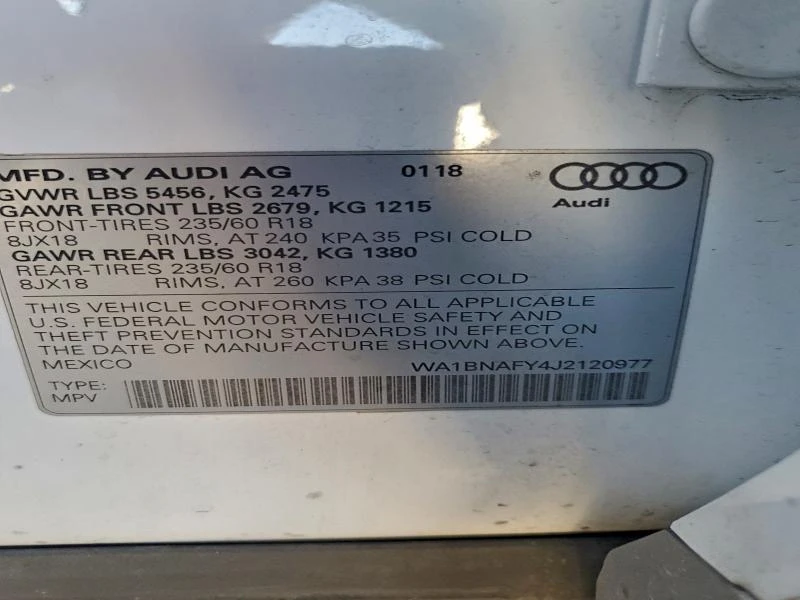 MFD. BY AUDI AG 0118
GVWR LBS 5456, KG 2475
GAWR FRONT LBS 2679, KG 1215
FRONT-TIRES 235/60 R18
8JX18 RIMS, AT 240 KPA 35 PSI COLD
GAWR REAR LBS 3042, KG 1380
REAR-TIRES 235/60 R18
8JX18 RIMS, AT 260 KPA 38 PSI COLD
Audi
THIS VEHICLE CONFORMS TO ALL APPLICABLE
U.S. FEDERAL MOTOR VEHICLE SAFETY AND
THEFT PREVENTION STANDARDS IN EFFECT ON
THE DATE OF MANUFACTURE SHOWN ABOVE.
MEXICO WA1BNAFY4J2120977
TYPE:
MPV